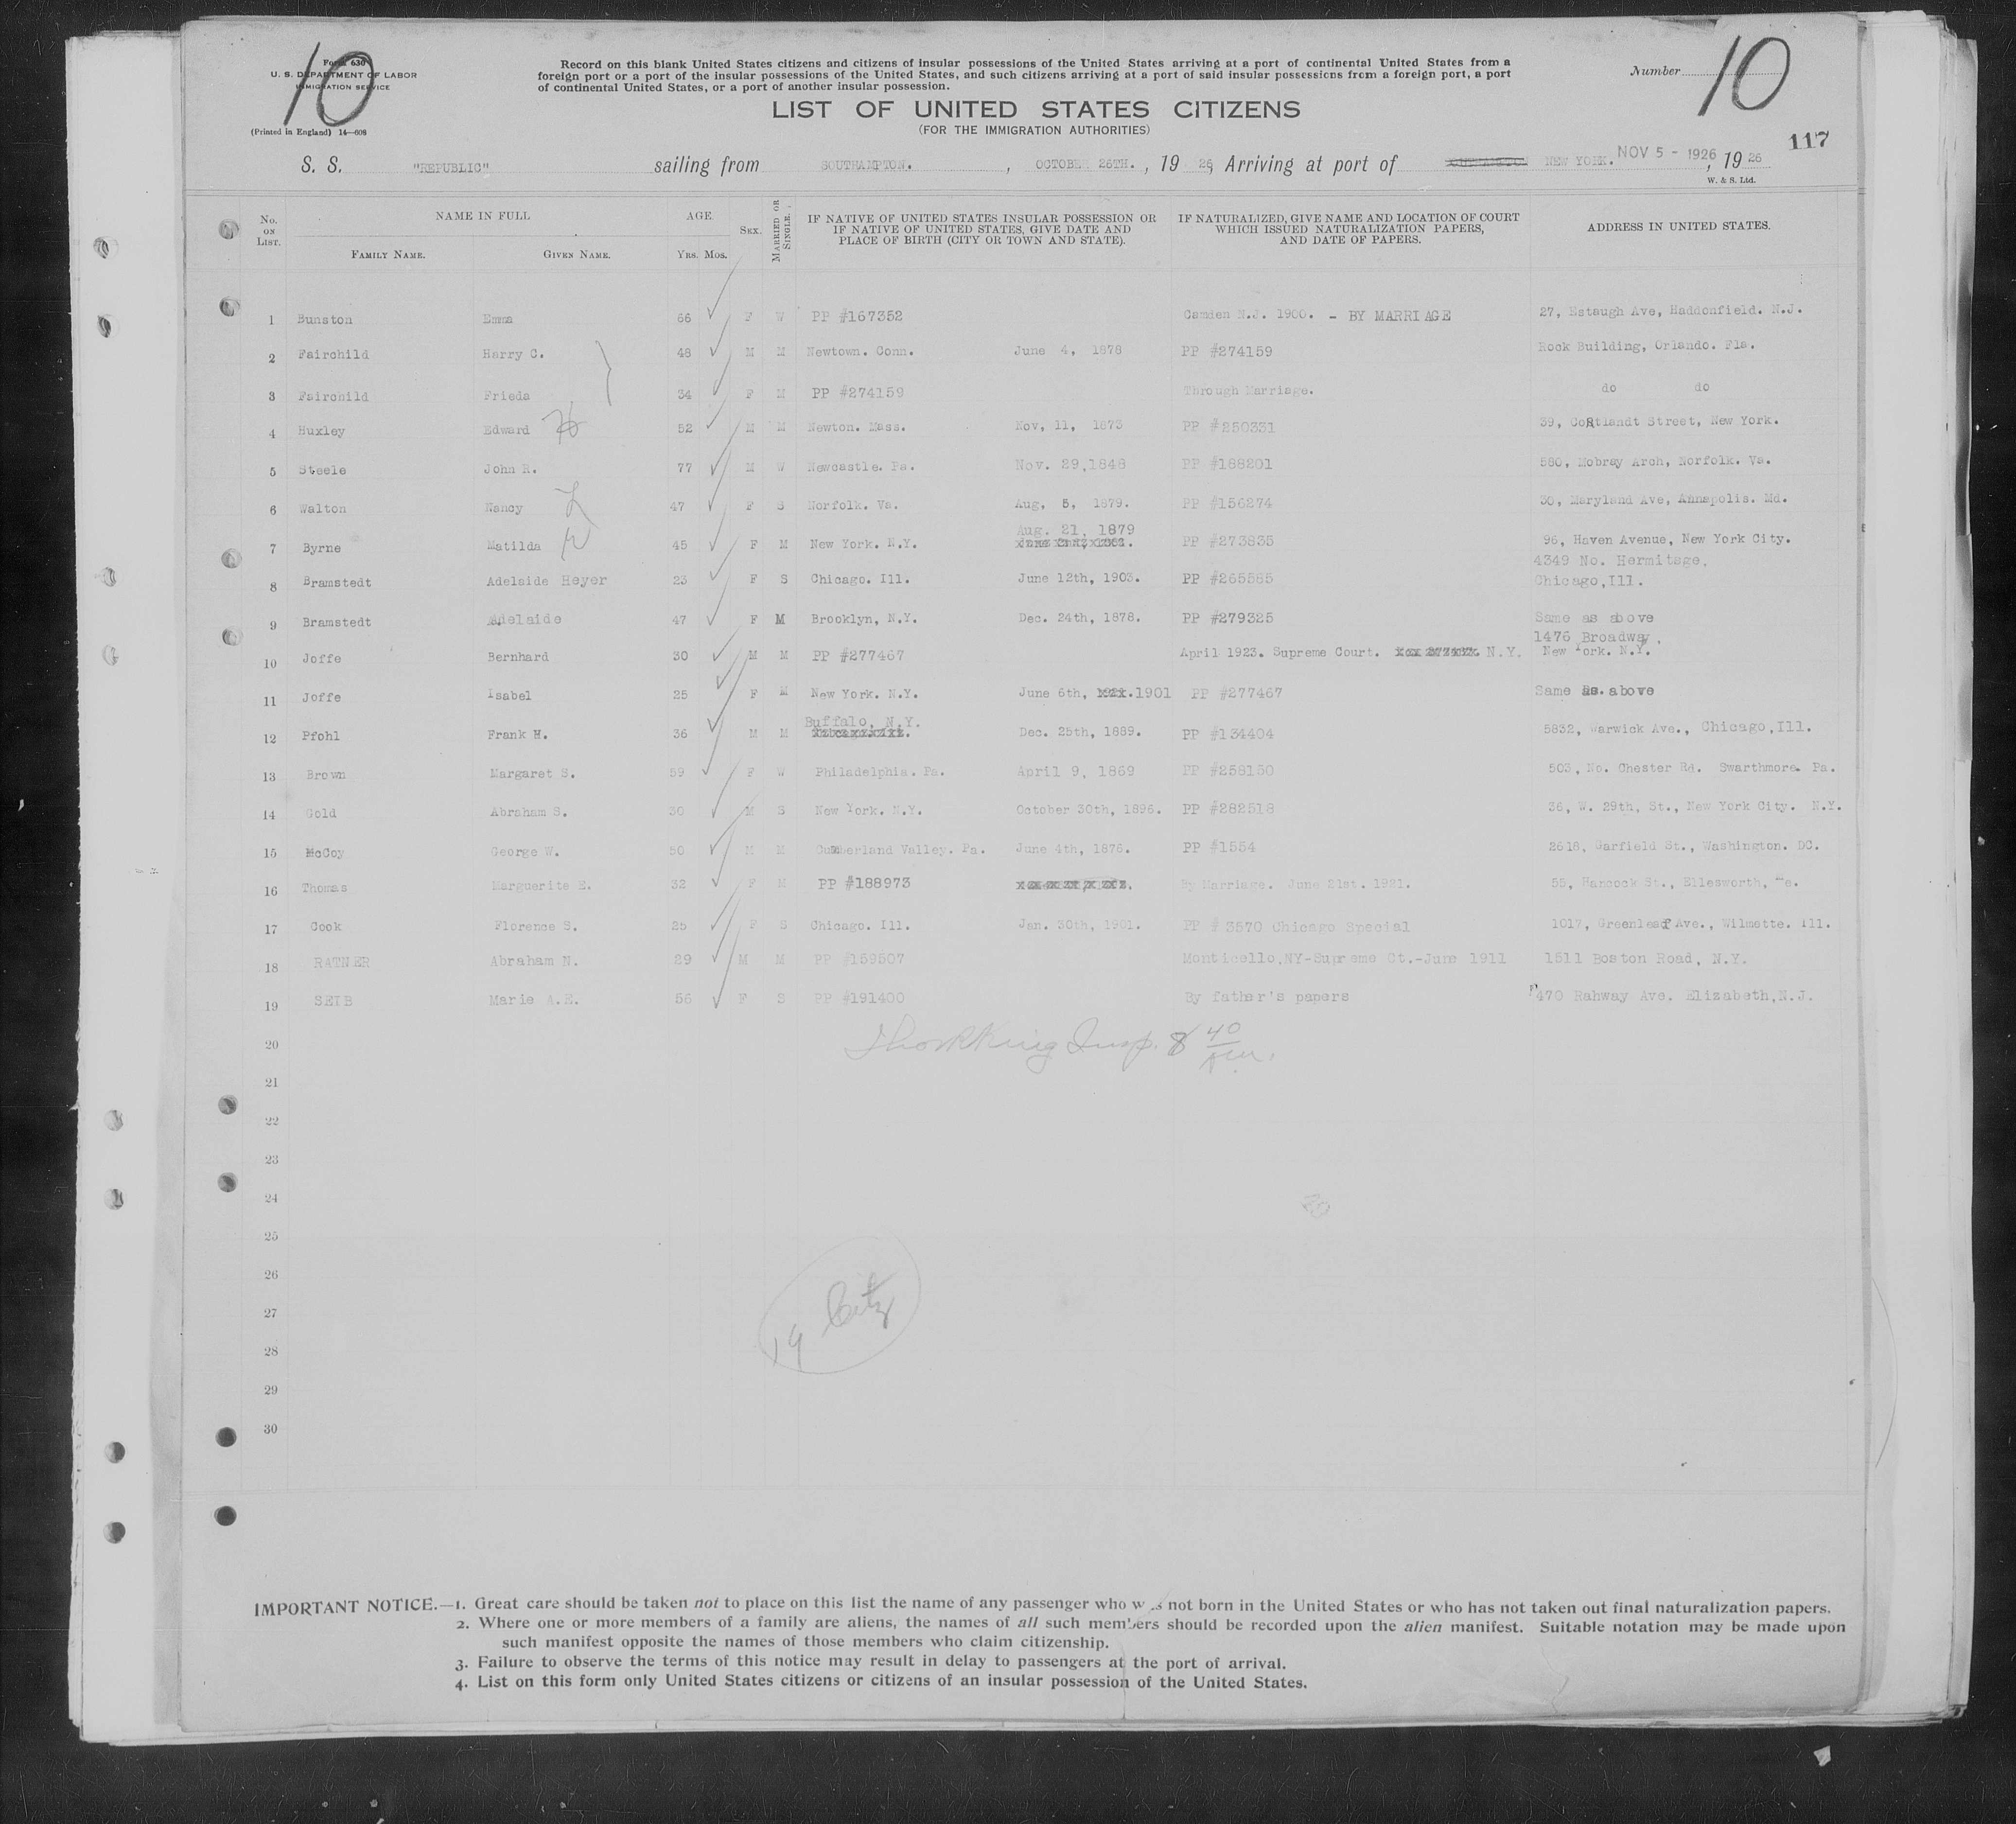 10
Form 630
U. S. DEPARTMENT OF LABOR
IMMIGRATION SERVICE
(Printed in England) 14—608
Record on this blank United States citizens and citizens of insular possessions of the United States arriving at a port of continental United States from a
foreign port or a port of the insular possessions of the United States, and such citizens arriving at a port of said insular possessions from a foreign port, a port
of continental United States, or a port of another insular possession.
Number 10
LIST OF UNITED STATES CITIZENS
(FOR THE IMMIGRATION AUTHORITIES)
117
S. S. "REPUBLIC" sailing from SOUTHAMPTON. , OCTOBER 26TH. , 19 26, Arriving at port of NEW YORK. NOV 5 - 1926, 19 26
W. & S. Ltd.
No. ON LIST. NAME IN FULL AGE. SEX. MARRIED OR SINGLE. IF NATIVE OF UNITED STATES INSULAR POSSESSION OR IF NATIVE OF UNITED STATES, GIVE DATE AND PLACE OF BIRTH (CITY OR TOWN AND STATE). IF NATURALIZED, GIVE NAME AND LOCATION OF COURT WHICH ISSUED NATURALIZATION PAPERS, AND DATE OF PAPERS. ADDRESS IN UNITED STATES.
FAMILY NAME. GIVEN NAME. YRS. MOS.
1 Bunston Emma 66 F W PP #167352 Camden N.J. 1900. - BY MARRIAGE 27, Estaugh Ave, Haddonfield. N.J.
2 Fairchild Harry C. 48 M M Newtown. Conn. June 4, 1878 PP #274159 Rock Building, Orlando. Fla.
3 Fairchild Frieda 34 F M PP #274159 Through Marriage. do do
4 Huxley Edward 52 M M Newton. Mass. Nov, 11, 1873 PP #250331 39, CoRtlandt Street, New York.
5 Steele John R. 77 M W Newcastle. Pa. Nov. 29,1848 PP #188201 580, Mobray Arch, Norfolk. Va.
6 Walton Nancy 47 F S Norfolk. Va. Aug, 5, 1879. PP #156274 30, Maryland Ave, Annapolis. Md.
Aug. 21, 1879
7 Byrne Matilda 45 F M New York. N.Y. PP #273835 96, Haven Avenue, New York City.
4349 No. Hermitage,
8 Bramstedt Adelaide Heyer 23 F S Chicago. Ill. June 12th, 1903. PP #265585 Chicago,Ill.
9 Bramstedt Adelaide 47 F M Brooklyn, N.Y. Dec. 24th, 1878. PP #279325 Same as above
1476 Broadway,
10 Joffe Bernhard 30 M M PP #277467 April 1923. Supreme Court. N.Y. New York. N.Y.
11 Joffe Isabel 25 F M New York. N.Y. June 6th, 1901 PP #277467 Same as above
Buffalo, N.Y.
12 Pfohl Frank H. 36 M M Dec. 25th, 1889. PP #134404 5832, Warwick Ave., Chicago,Ill.
13 Brown Margaret S. 59 F W Philadelphia. Pa. April 9, 1869 PP #258150 503, No. Chester Rd. Swarthmore. Pa.
14 Gold Abraham S. 30 M S New York. N.Y. October 30th, 1896. PP #282518 36, W. 29th, St., New York City. N.Y.
15 McCoy George W. 50 M M Cumberland Valley. Pa. June 4th, 1876. PP #1554 2618, Garfield St., Washington. DC.
16 Thomas Marguerite E. 32 F M PP #188973 By Marriage. June 21st. 1921. 55, Hancock St., Ellesworth, Me.
17 Cook Florence S. 25 F S Chicago. Ill. Jan. 30th, 1901. PP # 3570 Chicago Special 1017, Greenleaf Ave., Wilmette. Ill.
18 RATNER Abraham N. 29 M M PP #159507 Monticello,NY-Supreme Ct.-June 1911 1511 Boston Road, N.Y.
19 SEIB Marie A.E. 56 F S PP #191400 By father's papers 470 Rahway Ave. Elizabeth,N.J.
20 King Insp. 8 40 am.
21
22
23
24
25
26
27
28
29
30
19 Citz
IMPORTANT NOTICE.—1. Great care should be taken not to place on this list the name of any passenger who was not born in the United States or who has not taken out final naturalization papers.
2. Where one or more members of a family are aliens, the names of all such members should be recorded upon the alien manifest. Suitable notation may be made upon
such manifest opposite the names of those members who claim citizenship.
3. Failure to observe the terms of this notice may result in delay to passengers at the port of arrival.
4. List on this form only United States citizens or citizens of an insular possession of the United States.